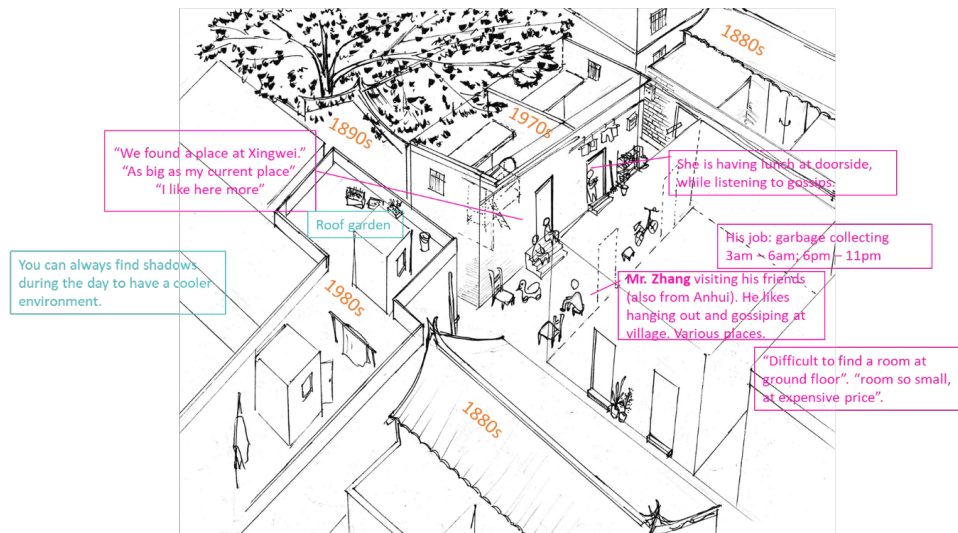 1880s
1970s
1890s
“We found a place at Xingwei.”
“As big as my current place”
“I like here more”
She is having lunch at doorside,
while listening to gossips.
Roof garden
His job: garbage collecting
3am – 6am; 6pm – 11pm
You can always find shadows
during the day to have a cooler
environment.
1980s
Mr. Zhang visiting his friends
(also from Anhui). He likes
hanging out and gossiping at
village. Various places.
“Difficult to find a room at
ground floor”. “room so small,
at expensive price”.
1880s